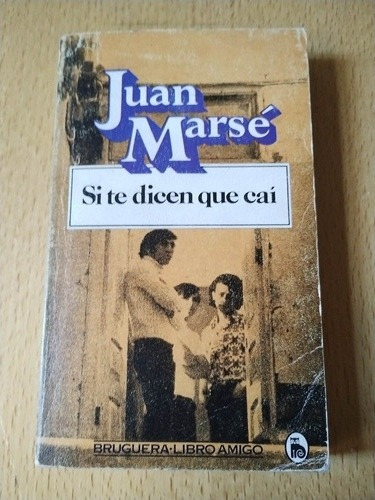 Juan
Marsé
Si te dicen que caí
BRUGUERA·LIBRO AMIGO